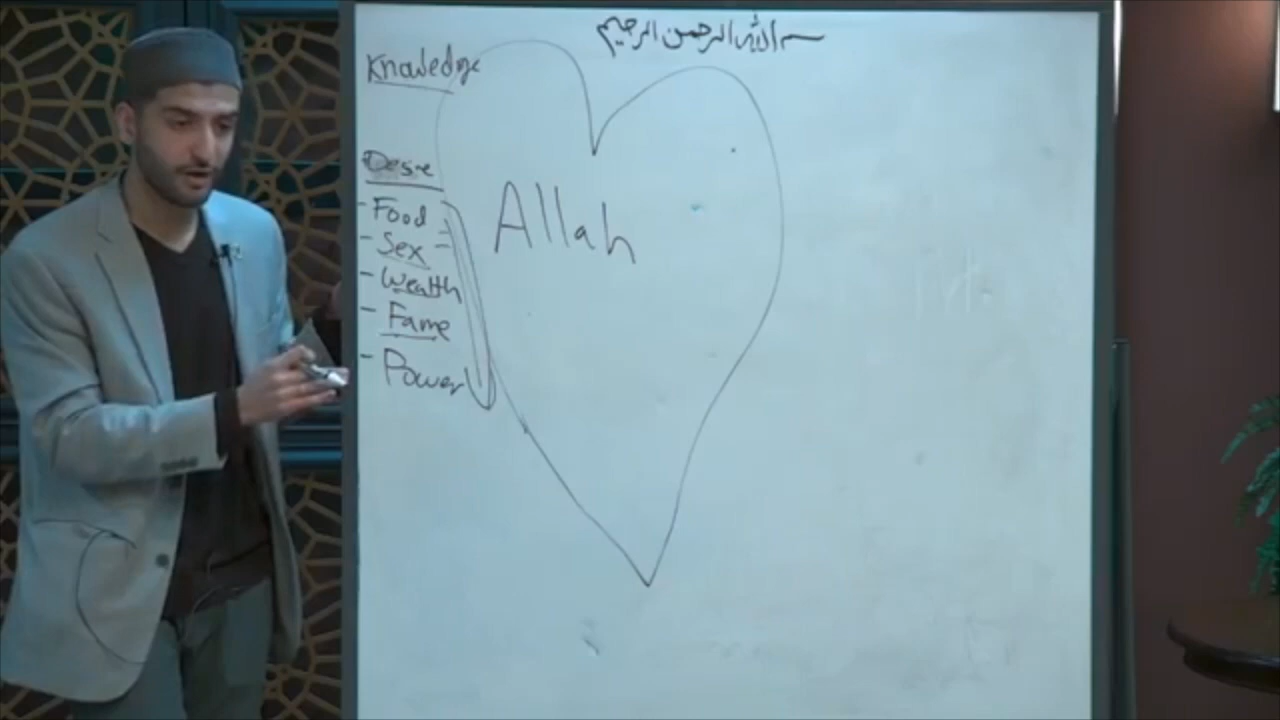 بسم الله الرحمن الرحيم
Knowledge
Desire
- Food
- Sex -
- Wealth
- Fame
- Power
Allah